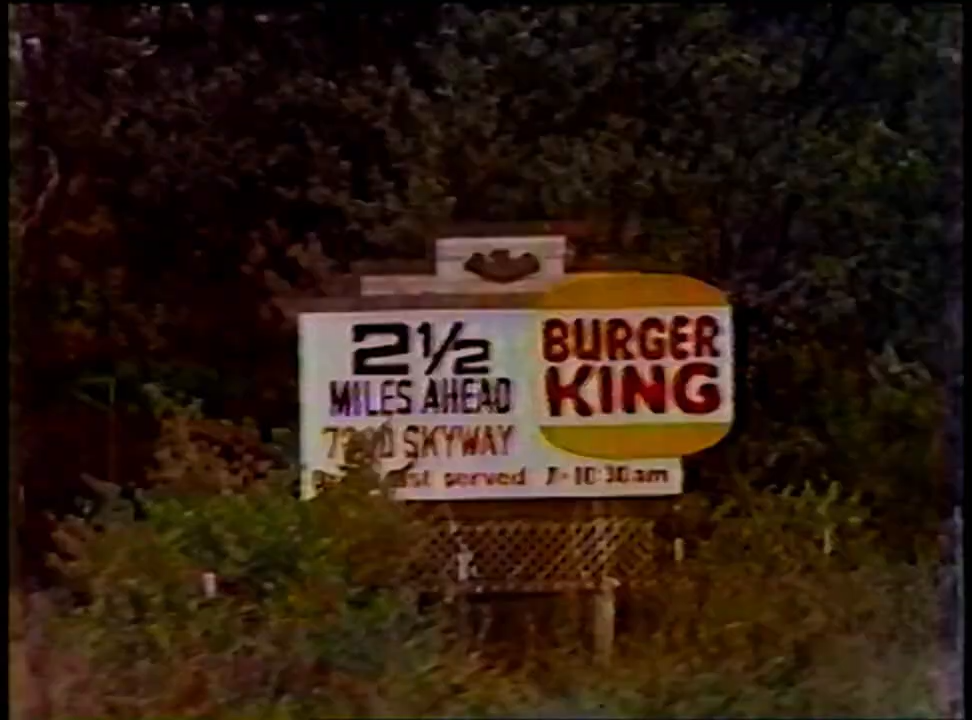 2½
MILES AHEAD
SKYWAY
served 7-10:30am
BURGER
KING